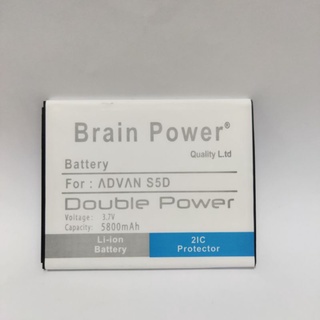 Brain Power®
Quality L.td
Battery
For : ΛDVΛN S5D
Double Power
Voltage: 3,7V
Capacity: 5800mAh
Li-ion Battery
2IC Protector